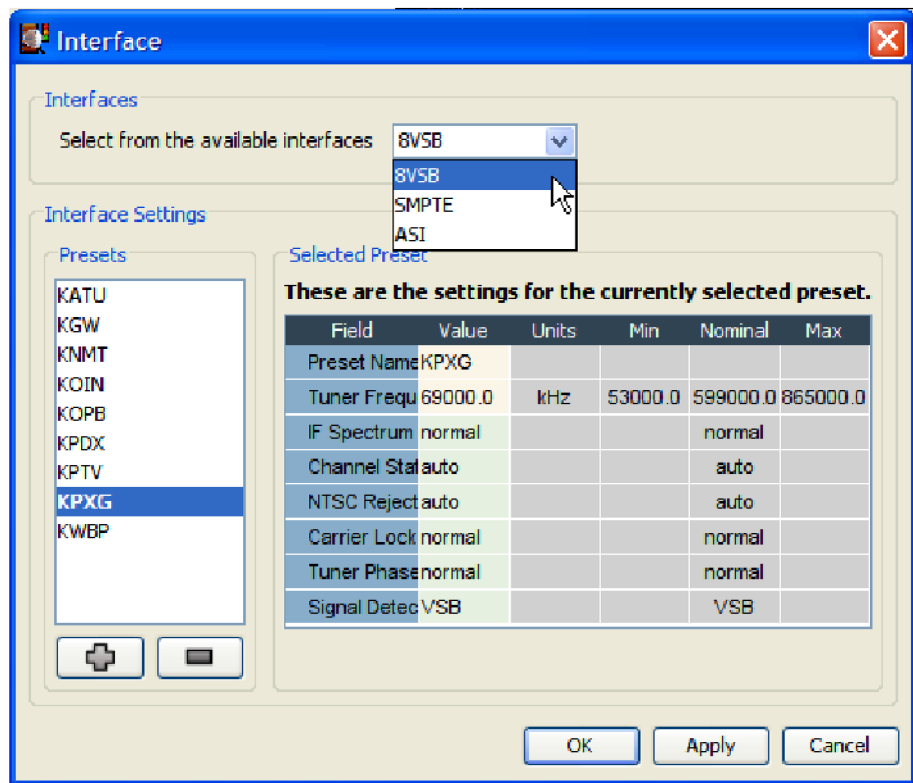 Interface
Interfaces
Select from the available interfaces 8VSB
8VSB
SMPTE
ASI
Interface Settings
Presets
KATU
KGW
KNMT
KOIN
KOPB
KPDX
KPTV
KPXG
KWBP
Selected Preset
These are the settings for the currently selected preset.
Field Value Units Min Nominal Max
Preset Name KPXG
Tuner Frequ 69000.0 kHz 53000.0 599000.0 865000.0
IF Spectrum normal normal
Channel Stat auto auto
NTSC Reject auto auto
Carrier Lock normal normal
Tuner Phase normal normal
Signal Detec VSB VSB
OK Apply Cancel